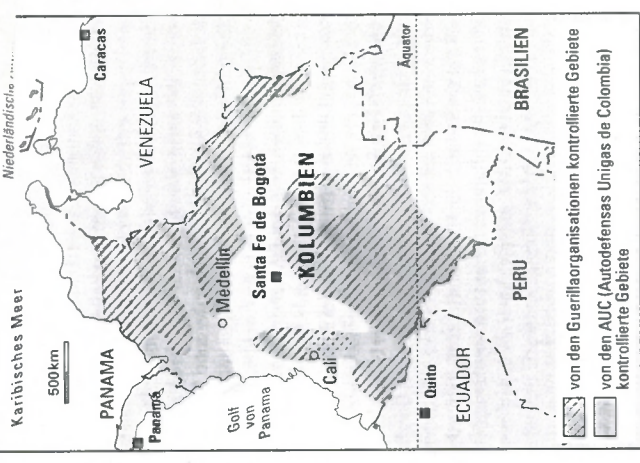 Niederländische
Karibisches Meer
500km
Caracas
PANAMA
Panamá
Golf
von
Panama
VENEZUELA
Medellín
Santa Fe de Bogotá
KOLUMBIEN
Cali
Äquator
Quito
ECUADOR
PERU
BRASILIEN
von den Guerillaorganisationen kontrollierte Gebiete
von den AUC (Autodefensas Unigas de Colombia)
kontrollierte Gebiete